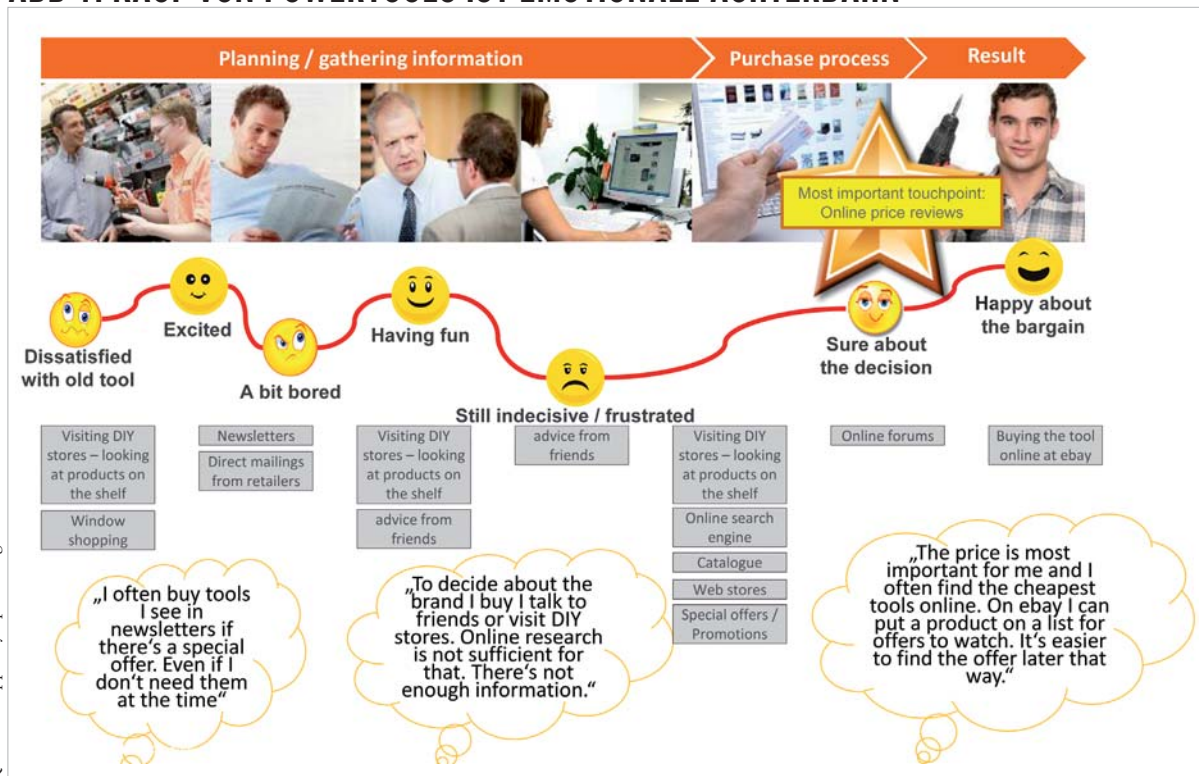 ABB 1: KAUF VON POWERTOOLS IST EMOTIONALE ACHTERBAHN
Planning / gathering information
Purchase process
Result
Most important touchpoint:
Online price reviews
Dissatisfied
with old tool
Excited
A bit bored
Having fun
Still indecisive / frustrated
Sure about
the decision
Happy about
the bargain
Visiting DIY
stores – looking
at products on
the shelf
Window
shopping
Newsletters
Direct mailings
from retailers
Visiting DIY
stores – looking
at products on
the shelf
advice from
friends
advice from
friends
Visiting DIY
stores – looking
at products on
the shelf
Online search
engine
Catalogue
Web stores
Special offers /
Promotions
Online forums
Buying the tool
online at ebay
„I often buy tools
I see in
newsletters if
there‘s a special
offer. Even if I
don‘t need them
at the time“
„To decide about the
brand I buy I talk to
friends or visit DIY
stores. Online research
is not sufficient for
that. There‘s not
enough information.“
„The price is most
important for me and I
often find the cheapest
tools online. On ebay I can
put a product on a list for
offers to watch. It‘s easier
to find the offer later that
way.“